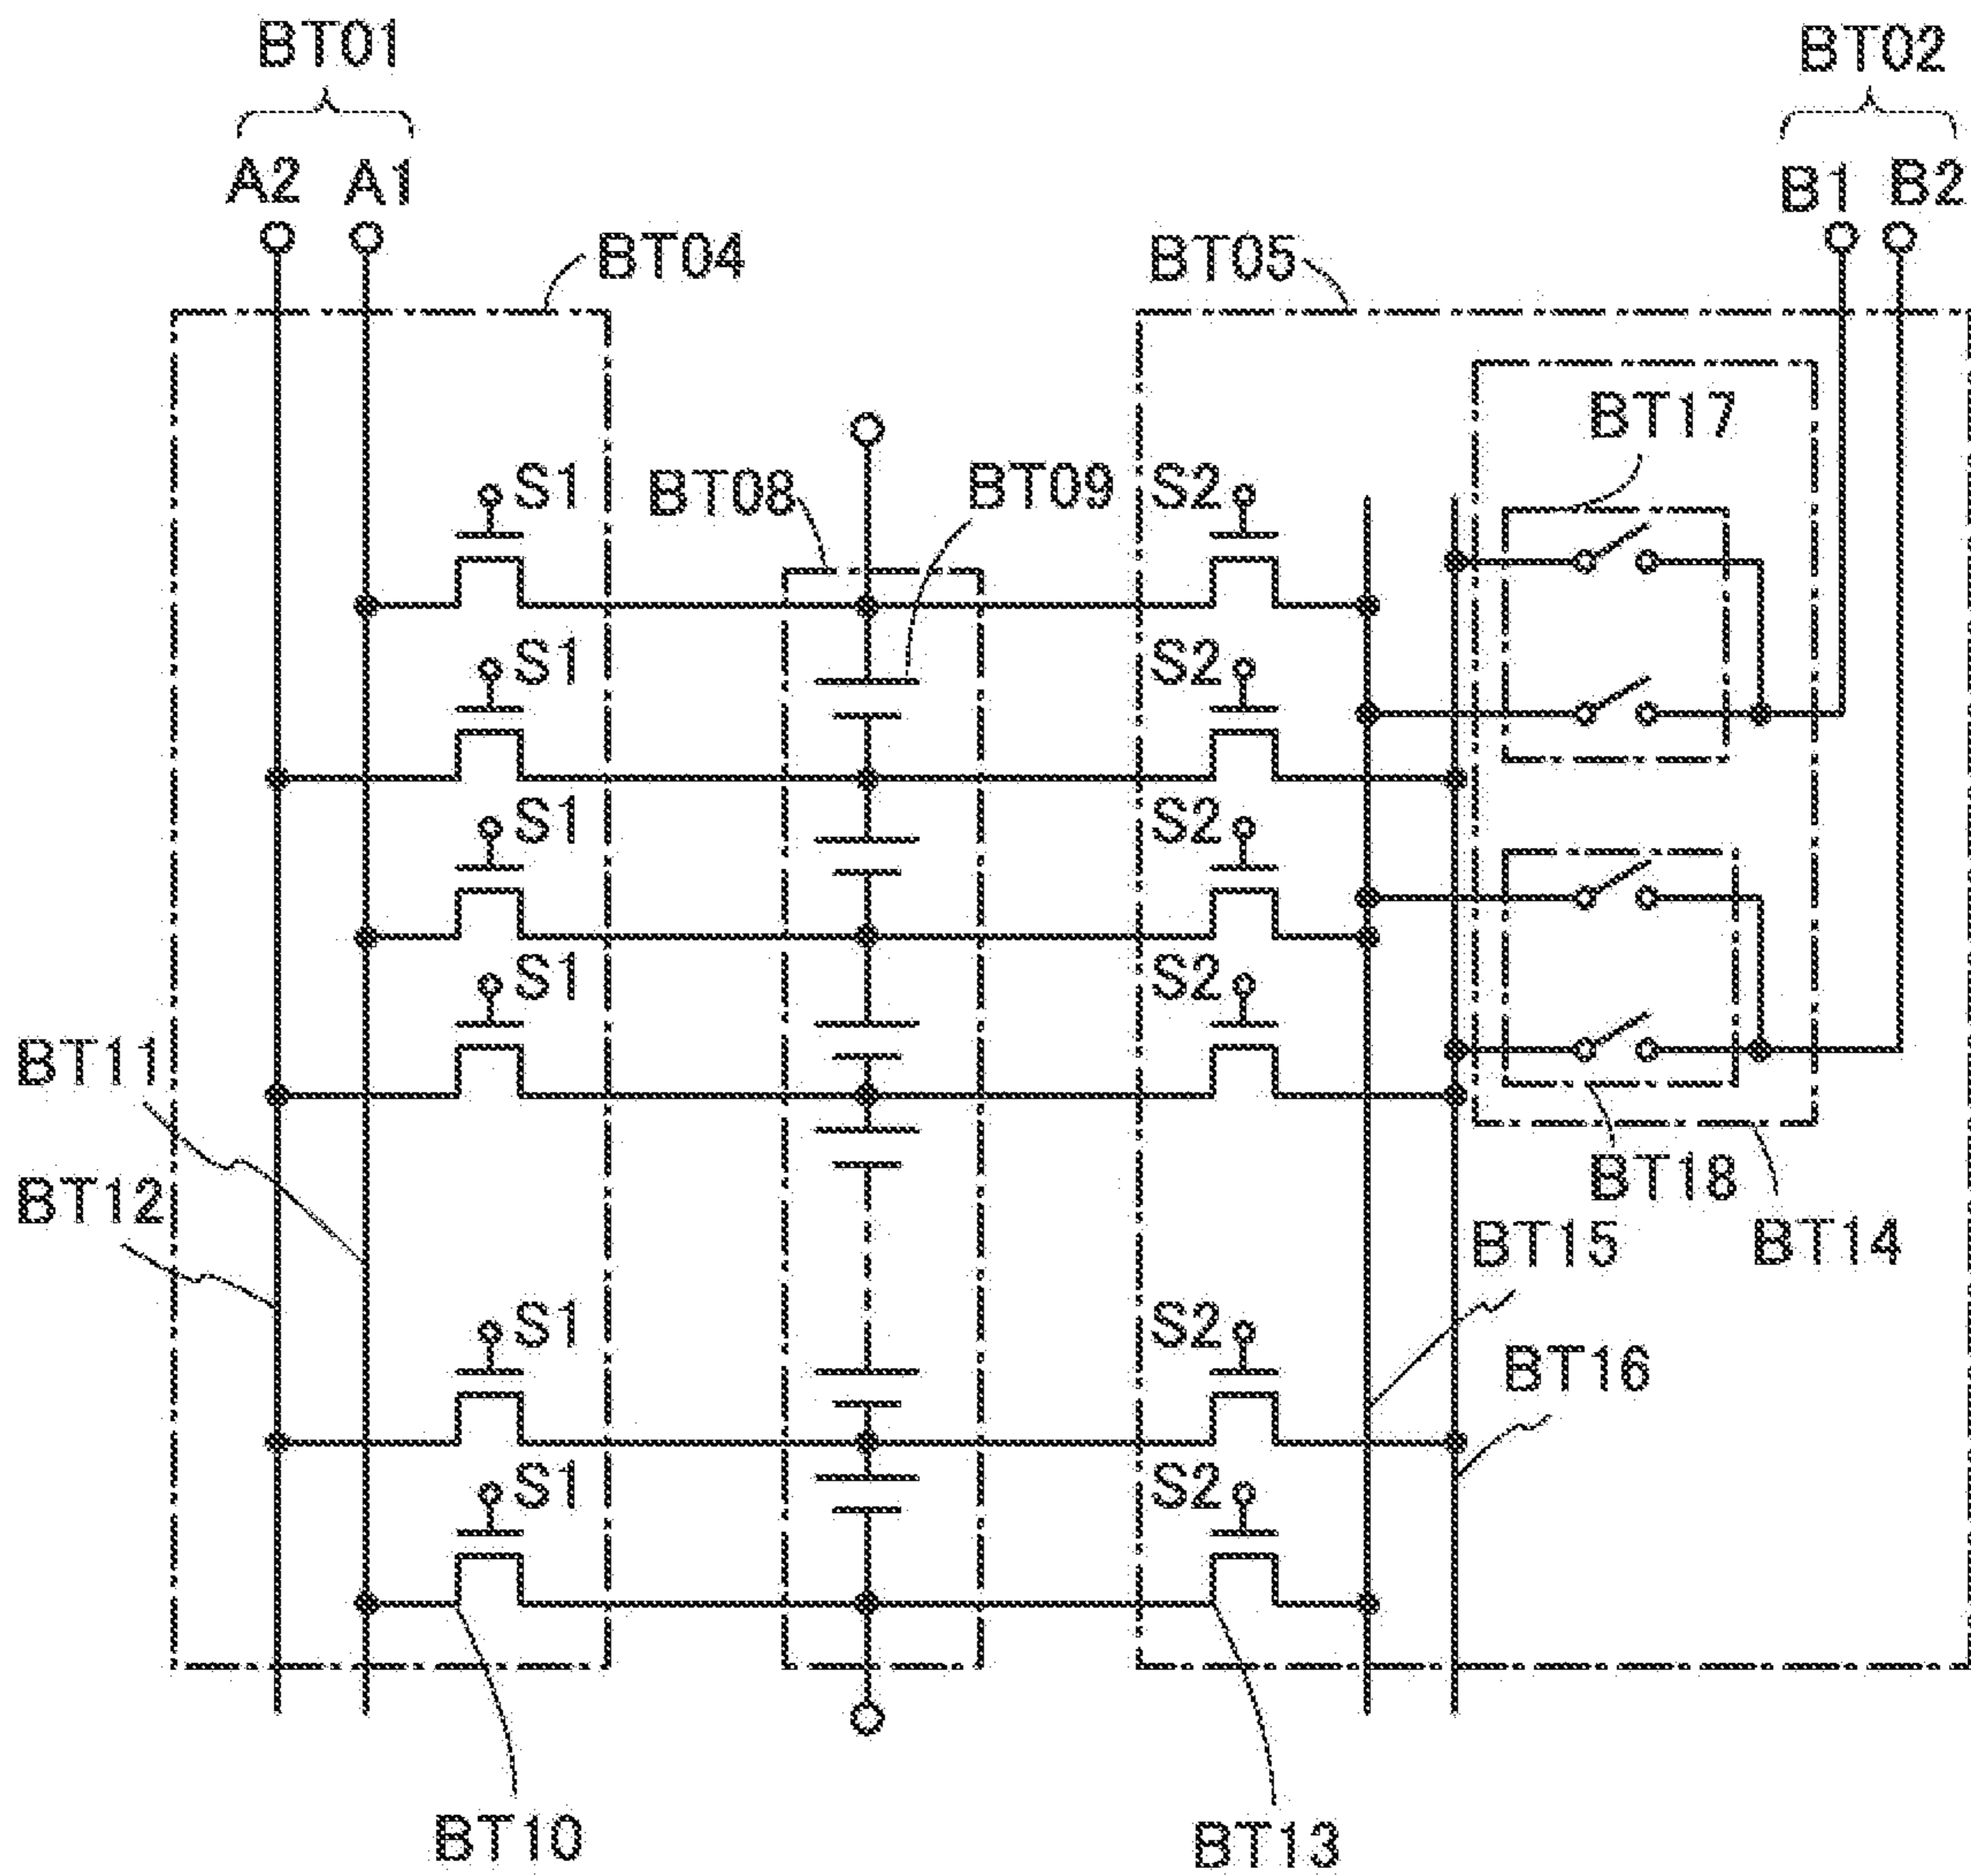 BT01
BT02
A2 A1
B1 B2
BT04
BT05
BT17
S1
BT08
BT09
S2
S1
S2
S1
S2
S1
S2
BT11
BT18
BT12
BT15
BT14
S1
S2
BT16
S1
S2
BT10
BT13